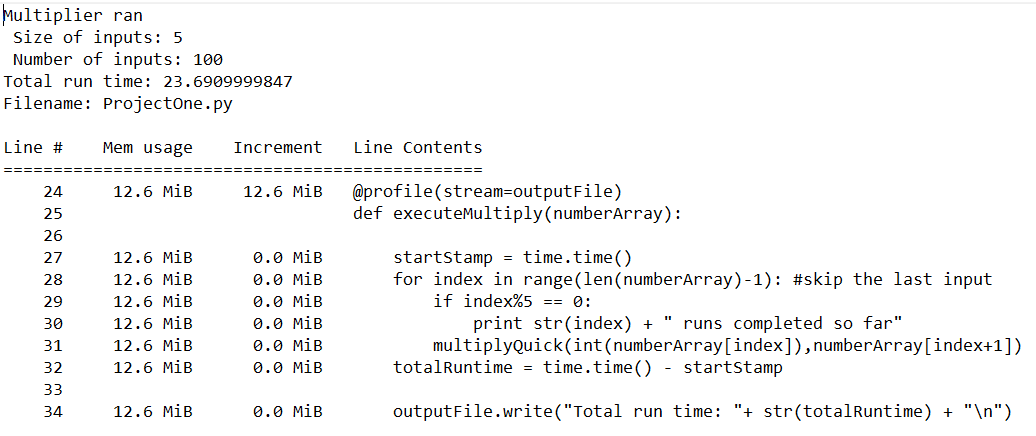 Multiplier ran
 Size of inputs: 5
 Number of inputs: 100
Total run time: 23.6909999847
Filename: ProjectOne.py

Line #    Mem usage    Increment   Line Contents
================================================
    24     12.6 MiB     12.6 MiB   @profile(stream=outputFile)
    25                             def executeMultiply(numberArray):
    26
    27     12.6 MiB      0.0 MiB       startStamp = time.time()
    28     12.6 MiB      0.0 MiB       for index in range(len(numberArray)-1): #skip the last input
    29     12.6 MiB      0.0 MiB           if index%5 == 0:
    30     12.6 MiB      0.0 MiB               print str(index) + " runs completed so far"
    31     12.6 MiB      0.0 MiB           multiplyQuick(int(numberArray[index]),numberArray[index+1])
    32     12.6 MiB      0.0 MiB       totalRuntime = time.time() - startStamp
    33
    34     12.6 MiB      0.0 MiB       outputFile.write("Total run time: "+ str(totalRuntime) + "\n")